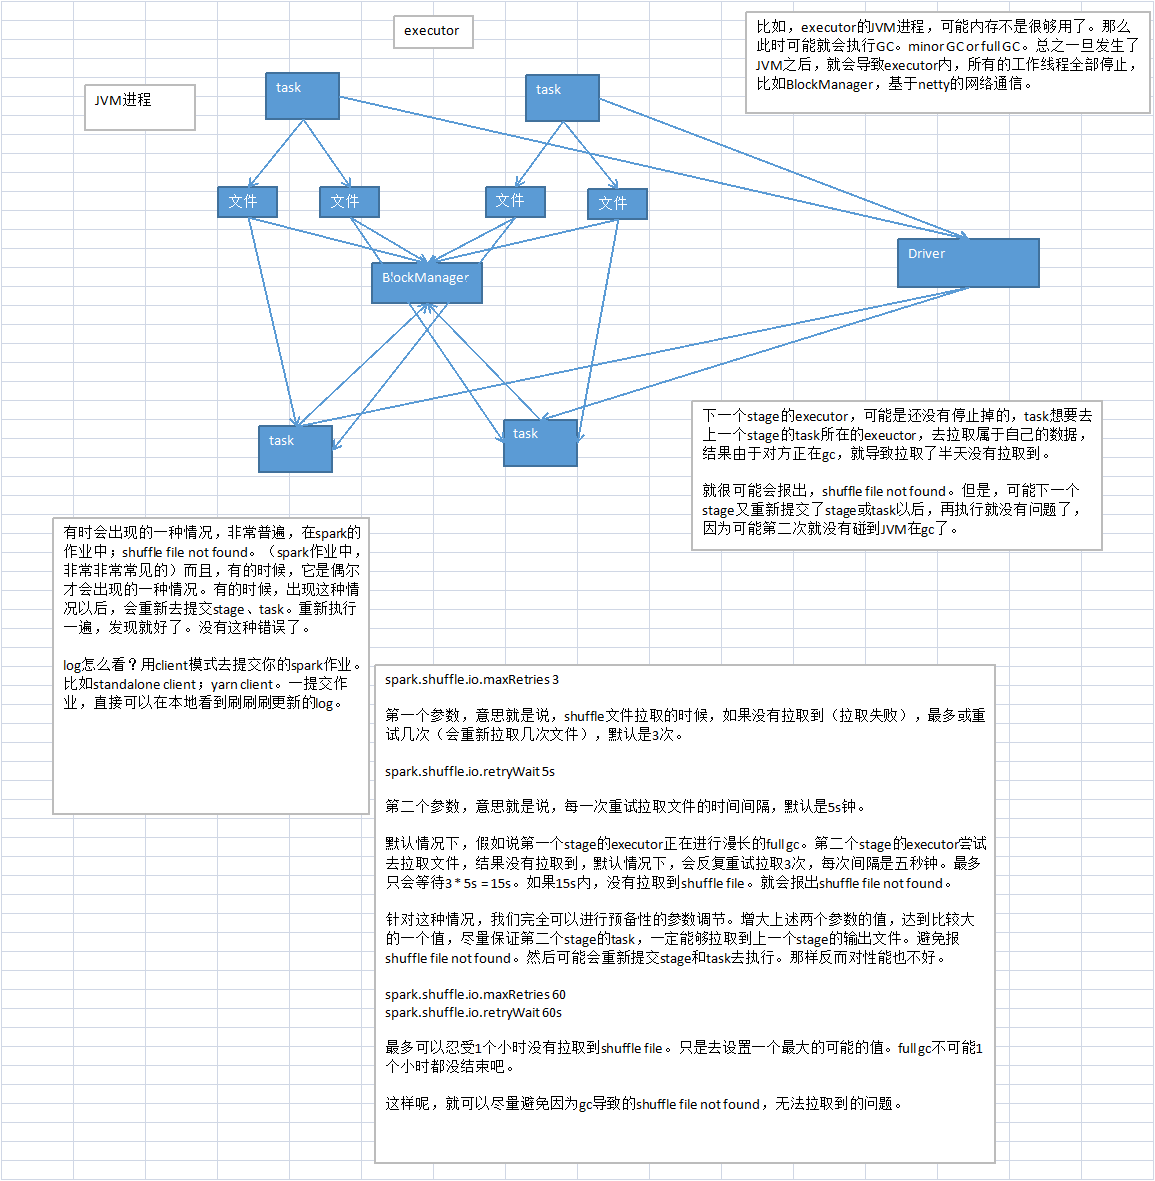 executor
比如，executor的JVM进程，可能内存不是很够用了。那么
此时可能就会执行GC。minor GC or full GC。总之一旦发生了
JVM之后，就会导致executor内，所有的工作线程全部停止，
比如BlockManager，基于netty的网络通信。
JVM进程
task
task
文件
文件
文件
文件
BlockManager
Driver
task
task
下一个stage的executor，可能是还没有停止掉的，task想要去
上一个stage的task所在的exeuctor，去拉取属于自己的数据，
结果由于对方正在gc，就导致拉取了半天没有拉取到。
就很可能会报出，shuffle file not found。但是，可能下一个
stage又重新提交了stage或task以后，再执行就没有问题了，
因为可能第二次就没有碰到JVM在gc了。
有时会出现的一种情况，非常普遍，在spark的
作业中；shuffle file not found。（spark作业中，
非常非常常见的）而且，有的时候，它是偶尔
才会出现的一种情况。有的时候，出现这种情
况以后，会重新去提交stage、task。重新执行
一遍，发现就好了。没有这种错误了。
log怎么看？用client模式去提交你的spark作业。
比如standalone client；yarn client。一提交作
业，直接可以在本地看到刷刷刷更新的log。
spark.shuffle.io.maxRetries 3
第一个参数，意思就是说，shuffle文件拉取的时候，如果没有拉取到（拉取失败），最多或重
试几次（会重新拉取几次文件），默认是3次。
spark.shuffle.io.retryWait 5s
第二个参数，意思就是说，每一次重试拉取文件的时间间隔，默认是5s钟。
默认情况下，假如说第一个stage的executor正在进行漫长的full gc。第二个stage的executor尝试
去拉取文件，结果没有拉取到，默认情况下，会反复重试拉取3次，每次间隔是五秒钟。最多
只会等待3 * 5s = 15s。如果15s内，没有拉取到shuffle file。就会报出shuffle file not found。
针对这种情况，我们完全可以进行预备性的参数调节。增大上述两个参数的值，达到比较大
的一个值，尽量保证第二个stage的task，一定能够拉取到上一个stage的输出文件。避免报
shuffle file not found。然后可能会重新提交stage和task去执行。那样反而对性能也不好。
spark.shuffle.io.maxRetries 60
spark.shuffle.io.retryWait 60s
最多可以忍受1个小时没有拉取到shuffle file。只是去设置一个最大的可能的值。full gc不可能1
个小时都没结束吧。
这样呢，就可以尽量避免因为gc导致的shuffle file not found，无法拉取到的问题。